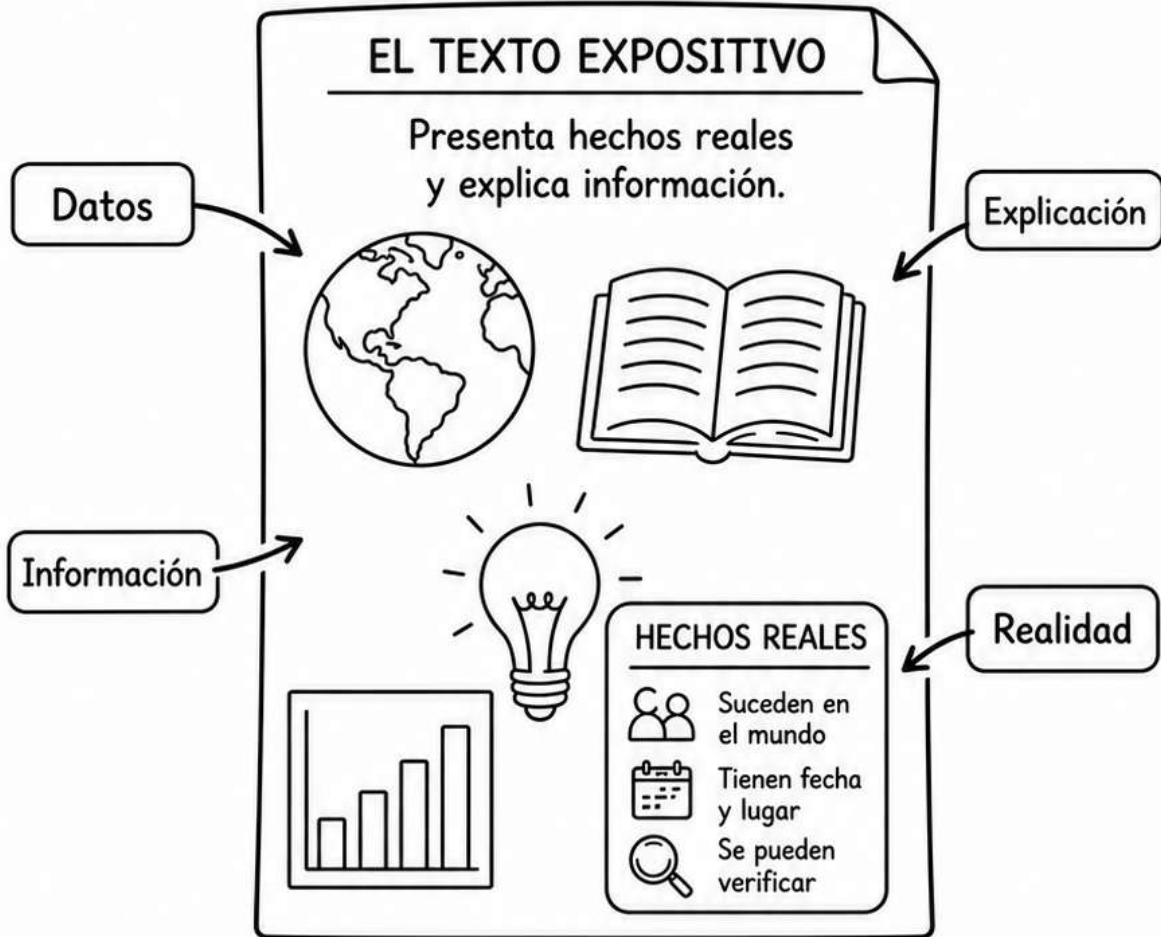 EL TEXTO EXPOSITIVO
Presenta hechos reales
y explica información.
Datos
Explicación
Información
Realidad
HECHOS REALES
Suceden en
el mundo
Tienen fecha
y lugar
Se pueden
verificar